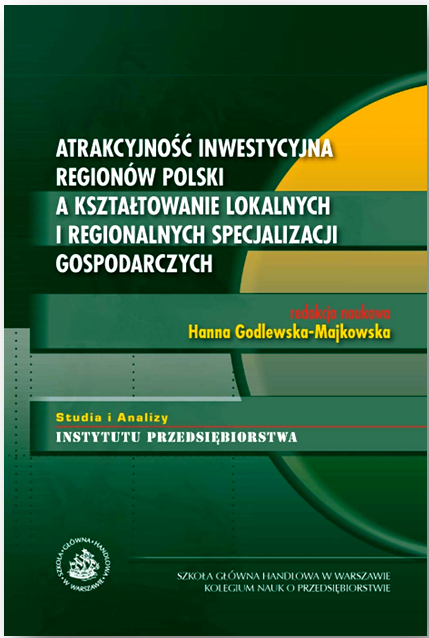 ATRAKCYJNOŚĆ INWESTYCYJNA
REGIONÓW POLSKI
A KSZTAŁTOWANIE LOKALNYCH
I REGIONALNYCH SPECJALIZACJI
GOSPODARCZYCH
redakcja naukowa
Hanna Godlewska-Majkowska
Studia i Analizy
INSTYTUTU PRZEDSIĘBIORSTWA
SZKOŁA GŁÓWNA HANDLOWA
W WARSZAWIE
SZKOŁA GŁÓWNA HANDLOWA W WARSZAWIE
KOLEGIUM NAUK O PRZEDSIĘBIORSTWIE